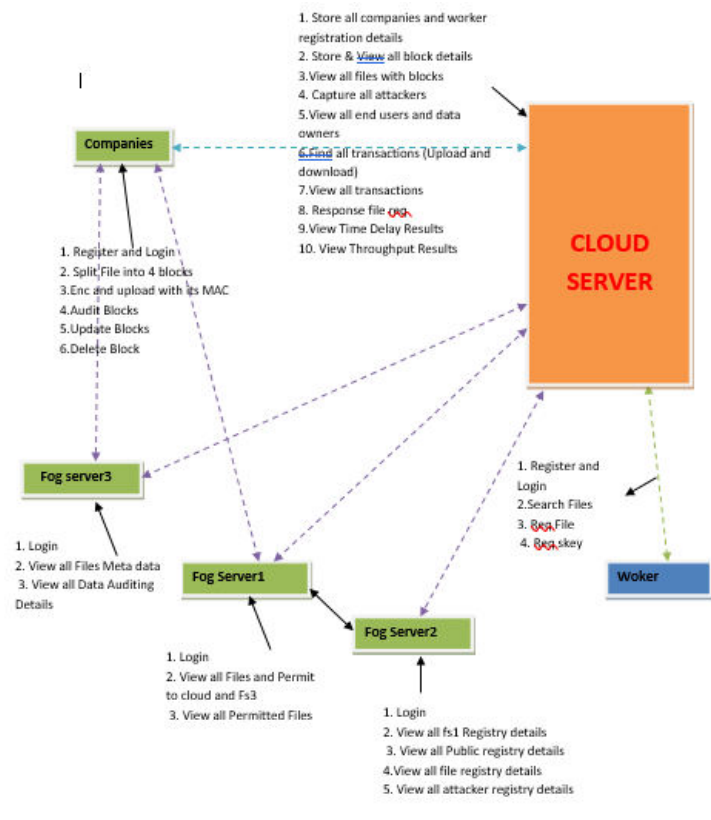 1. Store all companies and worker
registration details
2. Store & View all block details
3.View all files with blocks
4. Capture all attackers
5.View all end users and data
owners
6.Find all transactions (Upload and
download)
7.View all transactions
8. Response file req
9.View Time Delay Results
10. View Throughput Results
Companies
CLOUD
SERVER
1. Register and Login
2. Split File into 4 blocks
3.Enc and upload with its MAC
4.Audit Blocks
5.Update Blocks
6.Delete Block
Fog server3
1. Login
2. View all Files Meta data
3. View all Data Auditing
Details
Fog Server1
1. Login
2. View all Files and Permit
to cloud and Fs3
3. View all Permitted Files
Fog Server2
1. Login
2. View all fs1 Registry details
3. View all Public registry details
4.View all file registry details
5. View all attacker registry details
1. Register and
Login
2.Search Files
3. Req File
4. Req skey
Woker